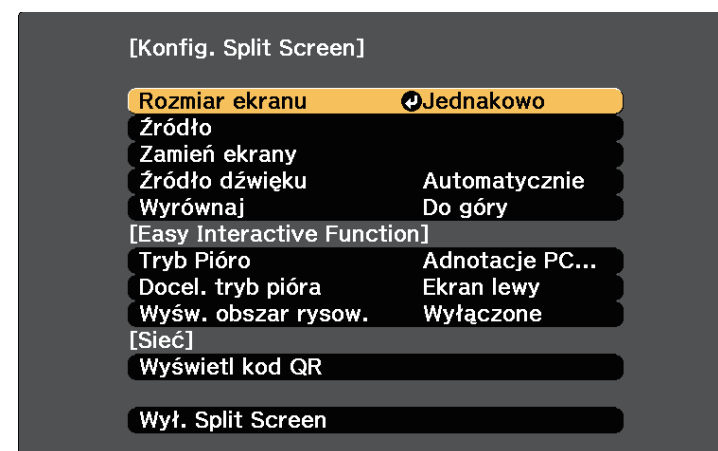 [Konfig. Split Screen]
Rozmiar ekranu Jednakowo
Źródło
Zamień ekrany
Źródło dźwięku Automatycznie
Wyrównaj Do góry
[Easy Interactive Function]
Tryb Pióro Adnotacje PC...
Docel. tryb pióra Ekran lewy
Wyśw. obszar rysow. Wyłączone
[Sieć]
Wyświetl kod QR
Wył. Split Screen